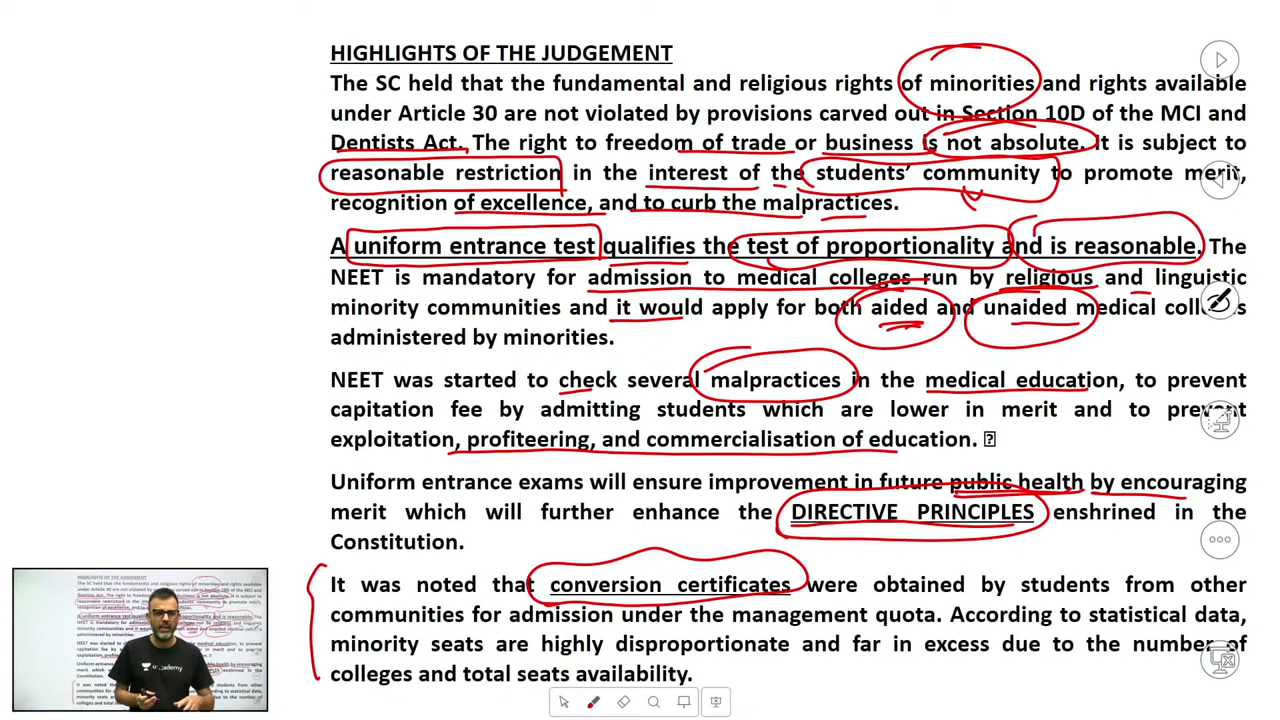 HIGHLIGHTS OF THE JUDGEMENT
The SC held that the fundamental and religious rights of minorities and rights available
under Article 30 are not violated by provisions carved out in Section 10D of the MCI and
Dentists Act. The right to freedom of trade or business is not absolute. It is subject to
reasonable restriction in the interest of the students’ community to promote merit,
recognition of excellence, and to curb the malpractices.
A uniform entrance test qualifies the test of proportionality and is reasonable. The
NEET is mandatory for admission to medical colleges run by religious and linguistic
minority communities and it would apply for both aided and unaided medical colleges
administered by minorities.
NEET was started to check several malpractices in the medical education, to prevent
capitation fee by admitting students which are lower in merit and to prevent
exploitation, profiteering, and commercialisation of education.
Uniform entrance exams will ensure improvement in future public health by encouraging
merit which will further enhance the DIRECTIVE PRINCIPLES enshrined in the
Constitution.
It was noted that conversion certificates were obtained by students from other
communities for admission under the management quota. According to statistical data,
minority seats are highly disproportionate and far in excess due to the number of
colleges and total seats availability.